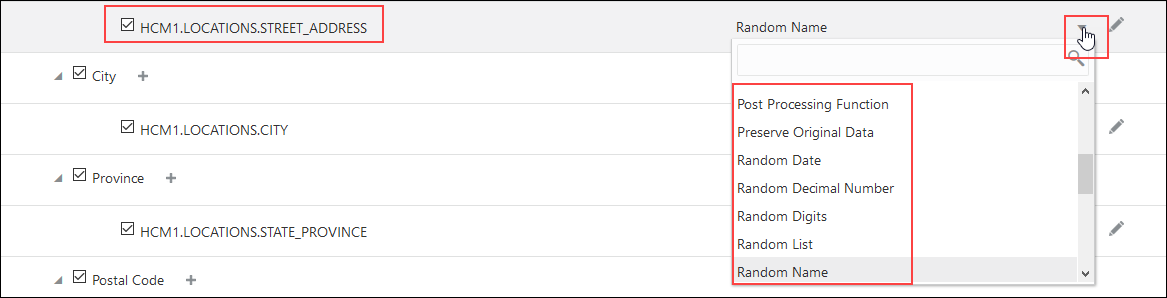 HCM1.LOCATIONS.STREET_ADDRESS
Random Name
City
Post Processing Function
HCM1.LOCATIONS.CITY
Preserve Original Data
Random Date
Province
Random Decimal Number
Random Digits
HCM1.LOCATIONS.STATE_PROVINCE
Random List
Postal Code
Random Name